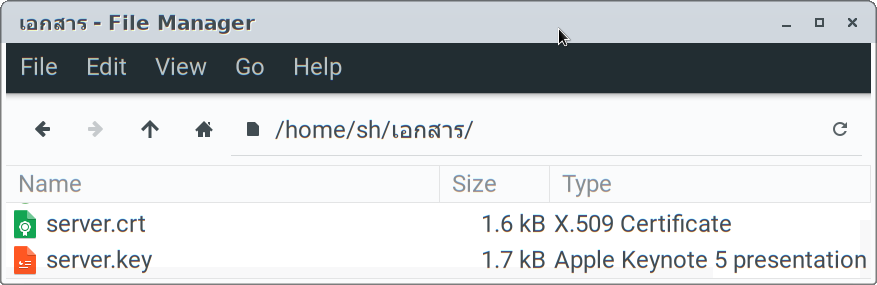 เอกสาร - File Manager
File Edit View Go Help
/home/sh/เอกสาร/
Name Size Type
server.crt 1.6 kB X.509 Certificate
server.key 1.7 kB Apple Keynote 5 presentation